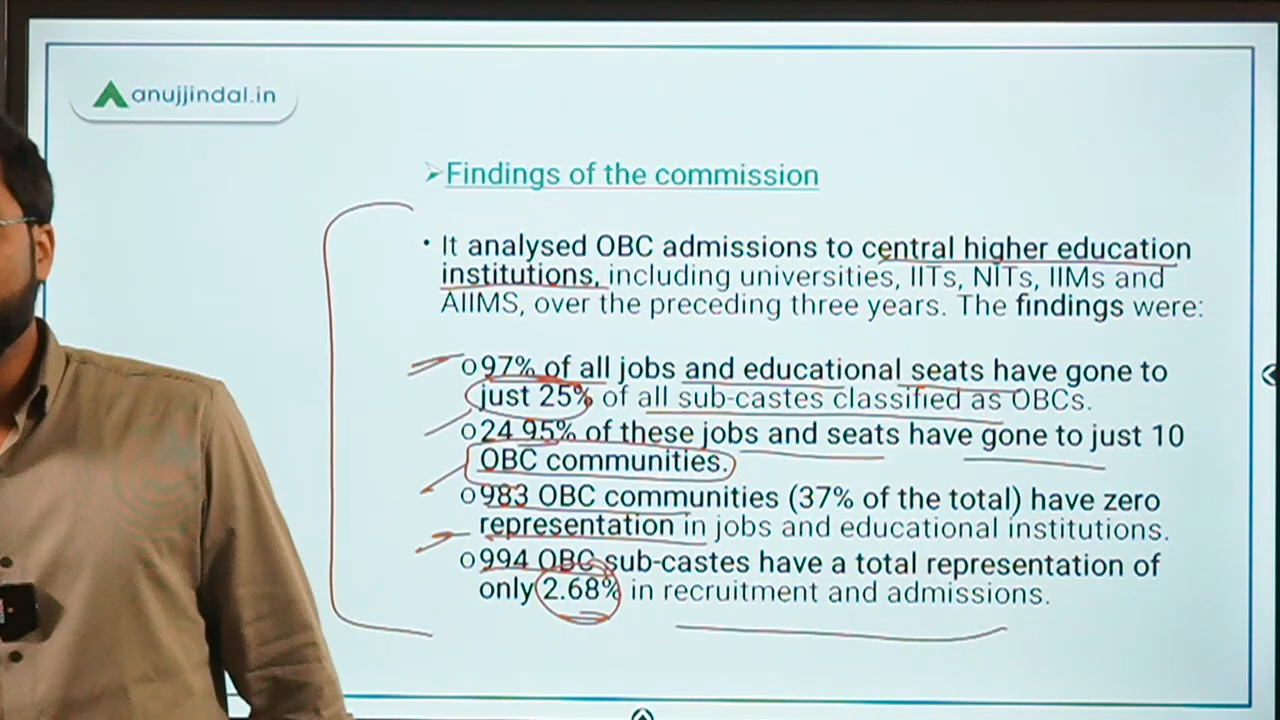 anujjindal.in
➢Findings of the commission
• It analysed OBC admissions to central higher education
institutions, including universities, IITs, NITs, IIMs and
AIIMS, over the preceding three years. The findings were:
o97% of all jobs and educational seats have gone to
just 25% of all sub-castes classified as OBCs.
o24 95% of these jobs and seats have gone to just 10
OBC communities.
o983 OBC communities (37% of the total) have zero
representation in jobs and educational institutions.
o994 OBC sub-castes have a total representation of
only 2.68% in recruitment and admissions.